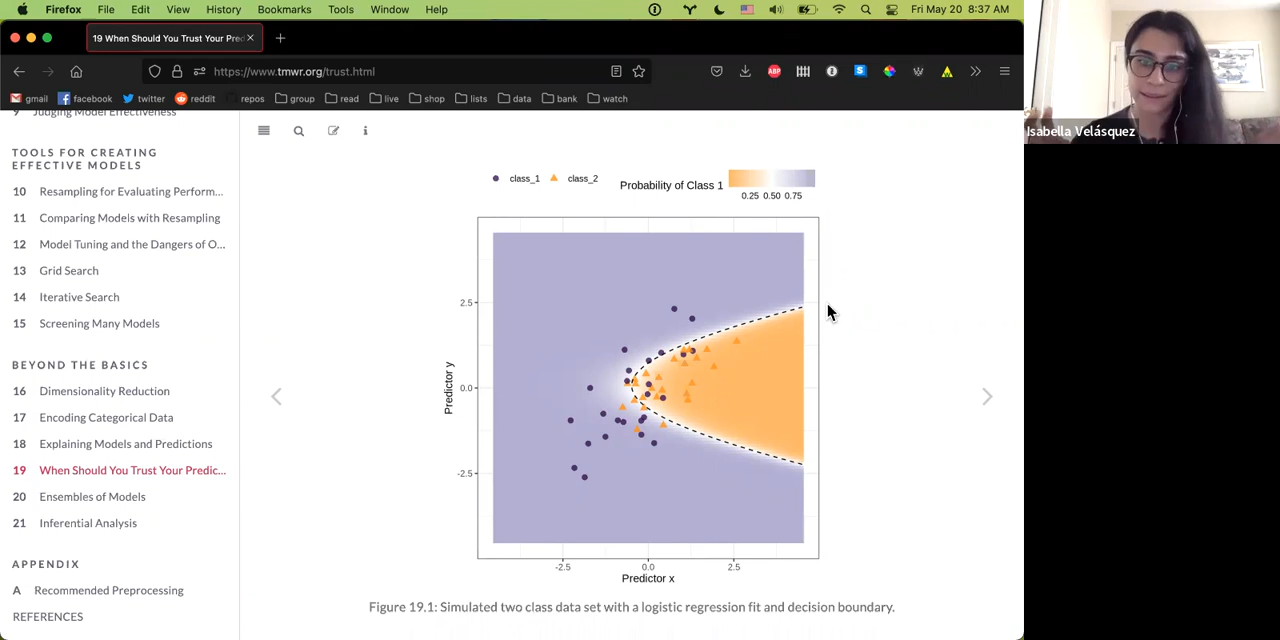 Firefox File Edit View History Bookmarks Tools Window Help Fri May 20 8:37 AM
19 When Should You Trust Your Pred
https://www.tmwr.org/trust.html
ABP
gmail facebook twitter reddit repos group read live shop lists data bank watch
9 Judging Model Effectiveness
TOOLS FOR CREATING
EFFECTIVE MODELS
10 Resampling for Evaluating Perform...
11 Comparing Models with Resampling
12 Model Tuning and the Dangers of O...
13 Grid Search
14 Iterative Search
15 Screening Many Models
BEYOND THE BASICS
16 Dimensionality Reduction
17 Encoding Categorical Data
18 Explaining Models and Predictions
19 When Should You Trust Your Predic...
20 Ensembles of Models
21 Inferential Analysis
APPENDIX
A Recommended Preprocessing
REFERENCES
class_1 class_2 Probability of Class 1
0.25 0.50 0.75
2.5
0.0
-2.5
Predictor y
-2.5 0.0 2.5
Predictor x
Figure 19.1: Simulated two class data set with a logistic regression fit and decision boundary.
Isabella Velásquez